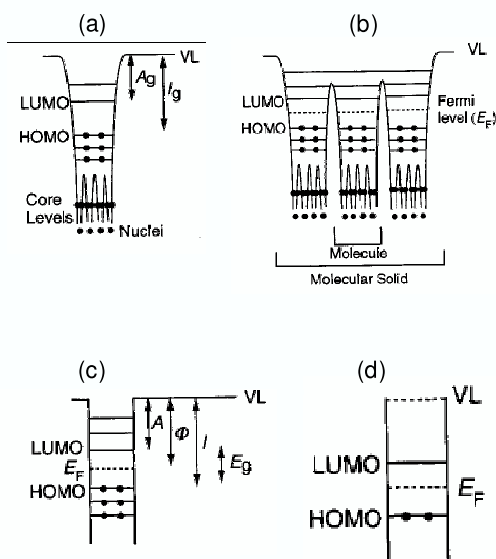 (a)
VL
Ag
Ig
LUMO
HOMO
Core
Levels
Nuclei
(b)
VL
LUMO
Fermi
level (EF)
HOMO
Molecule
Molecular Solid
(c)
VL
A
Φ
I
LUMO
Eg
EF
HOMO
(d)
VL
LUMO
EF
HOMO